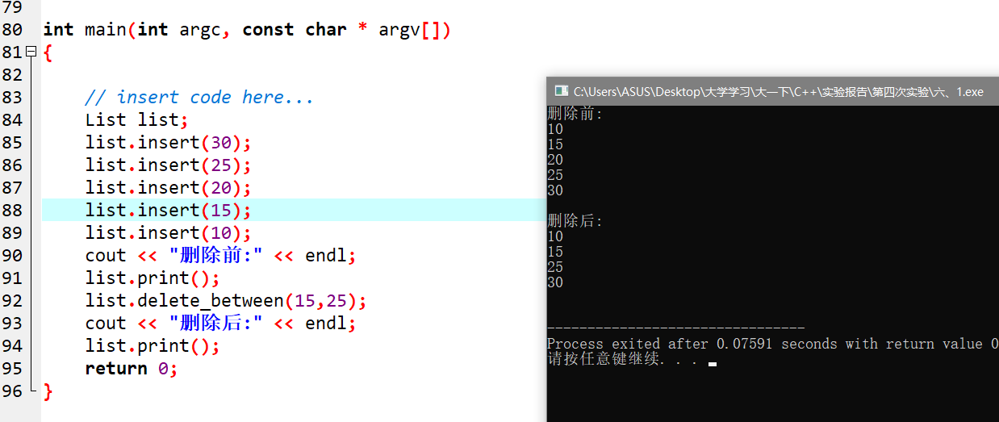 79
80 int main(int argc, const char * argv[])
81 {
82
83 // insert code here...
84 List list;
85 list.insert(30);
86 list.insert(25);
87 list.insert(20);
88 list.insert(15);
89 list.insert(10);
90 cout << "删除前:" << endl;
91 list.print();
92 list.delete_between(15,25);
93 cout << "删除后:" << endl;
94 list.print();
95 return 0;
96 }
C:\Users\ASUS\Desktop\大学学习\大一下\C++\实验报告\第四次实验\六、1.exe
删除前:
10
15
20
25
30
删除后:
10
15
25
30
--------------------------------
Process exited after 0.07591 seconds with return value 0
请按任意键继续. . .